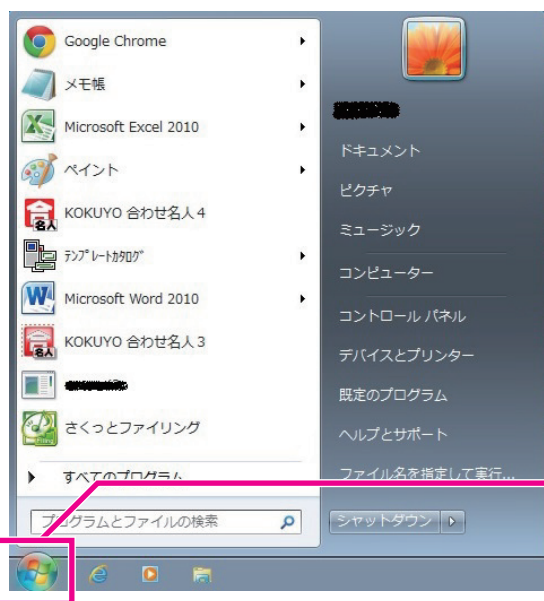 Google Chrome
メモ帳
Microsoft Excel 2010
ペイント
KOKUYO 合わせ名人 4
ﾃﾝﾌﾟﾚｰﾄｶﾀﾛｸﾞ
Microsoft Word 2010
KOKUYO 合わせ名人 3
さくっとファイリング
すべてのプログラム
プログラムとファイルの検索
ドキュメント
ピクチャ
ミュージック
コンピューター
コントロール パネル
デバイスとプリンター
既定のプログラム
ヘルプとサポート
ファイル名を指定して実行...
シャットダウン